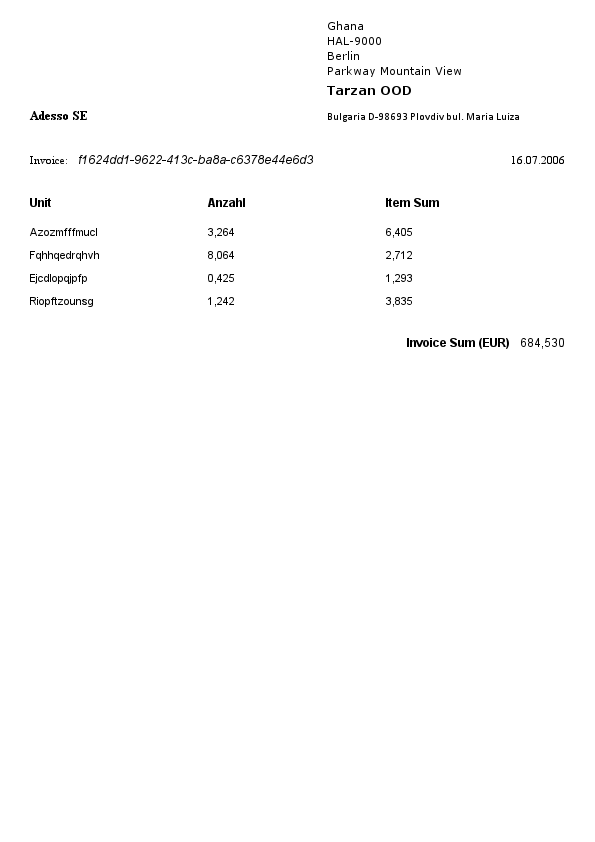 Ghana
HAL-9000
Berlin
Parkway Mountain View
Tarzan OOD
Adesso SE
Bulgaria D-98693 Plovdiv bul. Maria Luiza
Invoice: f1624dd1-9622-413c-ba8a-c6378e44e6d3 16.07.2006
Unit Anzahl Item Sum
Azozmfffmucl 3,264 6,405
Fqhhqedrqhvh 8,064 2,712
Ejcdlopqjpfp 0,425 1,293
Riopftzounsg 1,242 3,835
Invoice Sum (EUR) 684,530